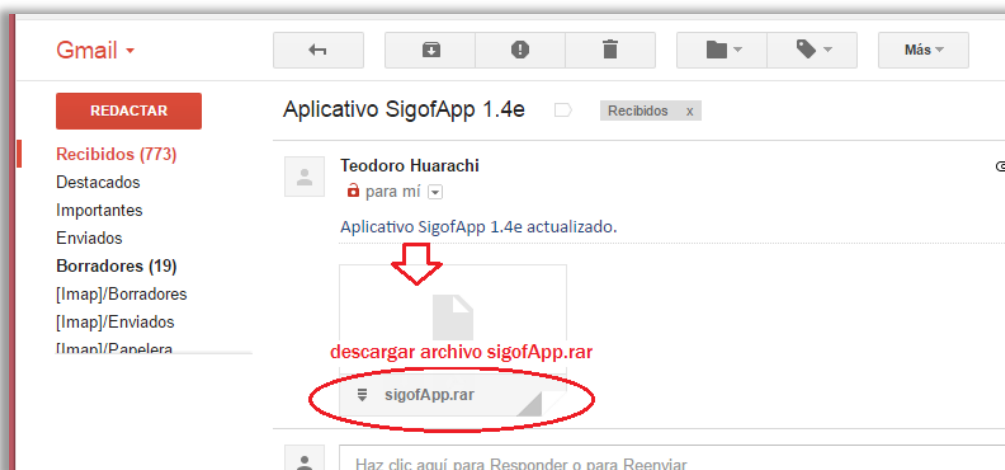 Gmail
Más
REDACTAR
Aplicativo SigofApp 1.4e
Recibidos x
Recibidos (773)
Destacados
Importantes
Enviados
Borradores (19)
[Imap]/Borradores
[Imap]/Enviados
[Imap]/Papelera
Teodoro Huarachi
para mí
Aplicativo SigofApp 1.4e actualizado.
descargar archivo sigofApp.rar
sigofApp.rar
Haz clic aquí para Responder o para Reenviar